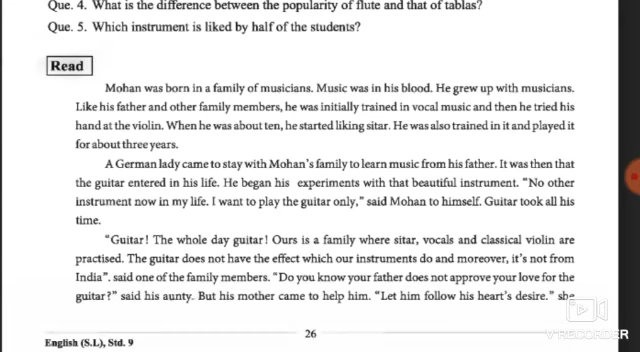 Que. 4. What is the difference between the popularity of flute and that of tablas?
Que. 5. Which instrument is liked by half of the students?
Read
Mohan was born in a family of musicians. Music was in his blood. He grew up with musicians.
Like his father and other family members, he was initially trained in vocal music and then he tried his
hand at the violin. When he was about ten, he started liking sitar. He was also trained in it and played it
for about three years.
A German lady came to stay with Mohan's family to learn music from his father. It was then that
the guitar entered in his life. He began his experiments with that beautiful instrument. "No other
instrument now in my life. I want to play the guitar only," said Mohan to himself. Guitar took all his
time.
"Guitar! The whole day guitar! Ours is a family where sitar, vocals and classical violin are
practised. The guitar does not have the effect which our instruments do and moreover, it's not from
India". said one of the family members. "Do you know your father does not approve your love for the
guitar?" said his aunty. But his mother came to help him. "Let him follow his heart's desire." she
26
English (S.L), Std. 9
V RECORDER